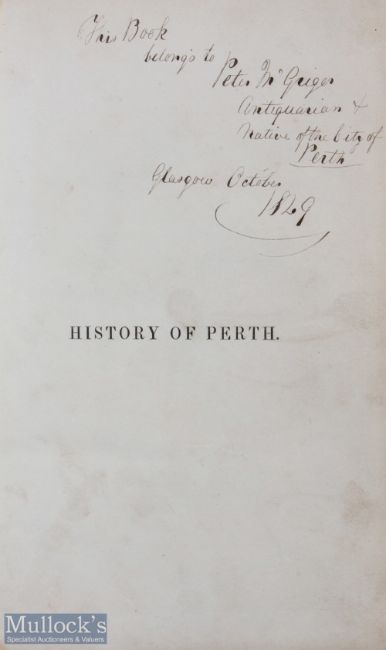 This Book
belongs to
Peter McGrigor
Antiquarian &
Native of the City of
Perth
Glasgow October
1829
HISTORY OF PERTH.
Mullock's
Specialist Auctioneers & Valuers